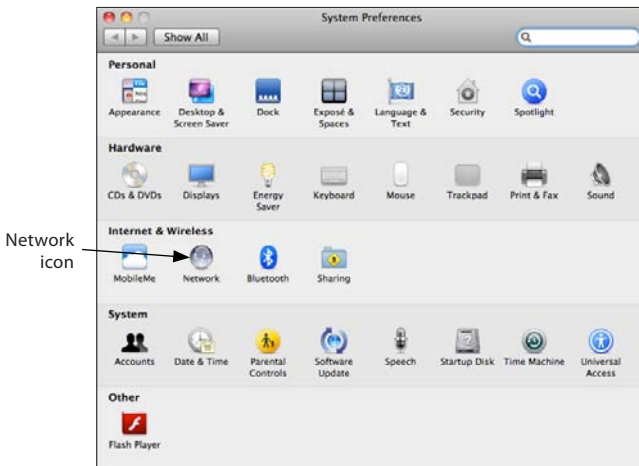 System Preferences
Show All
Personal
Appearance
Desktop &
Screen Saver
Dock
Exposé &
Spaces
Language &
Text
Security
Spotlight
Hardware
CDs & DVDs
Displays
Energy
Saver
Keyboard
Mouse
Trackpad
Print & Fax
Sound
Network
icon
Internet & Wireless
MobileMe
Network
Bluetooth
Sharing
System
Accounts
Date & Time
Parental
Controls
Software
Update
Speech
Startup Disk
Time Machine
Universal
Access
Other
Flash Player